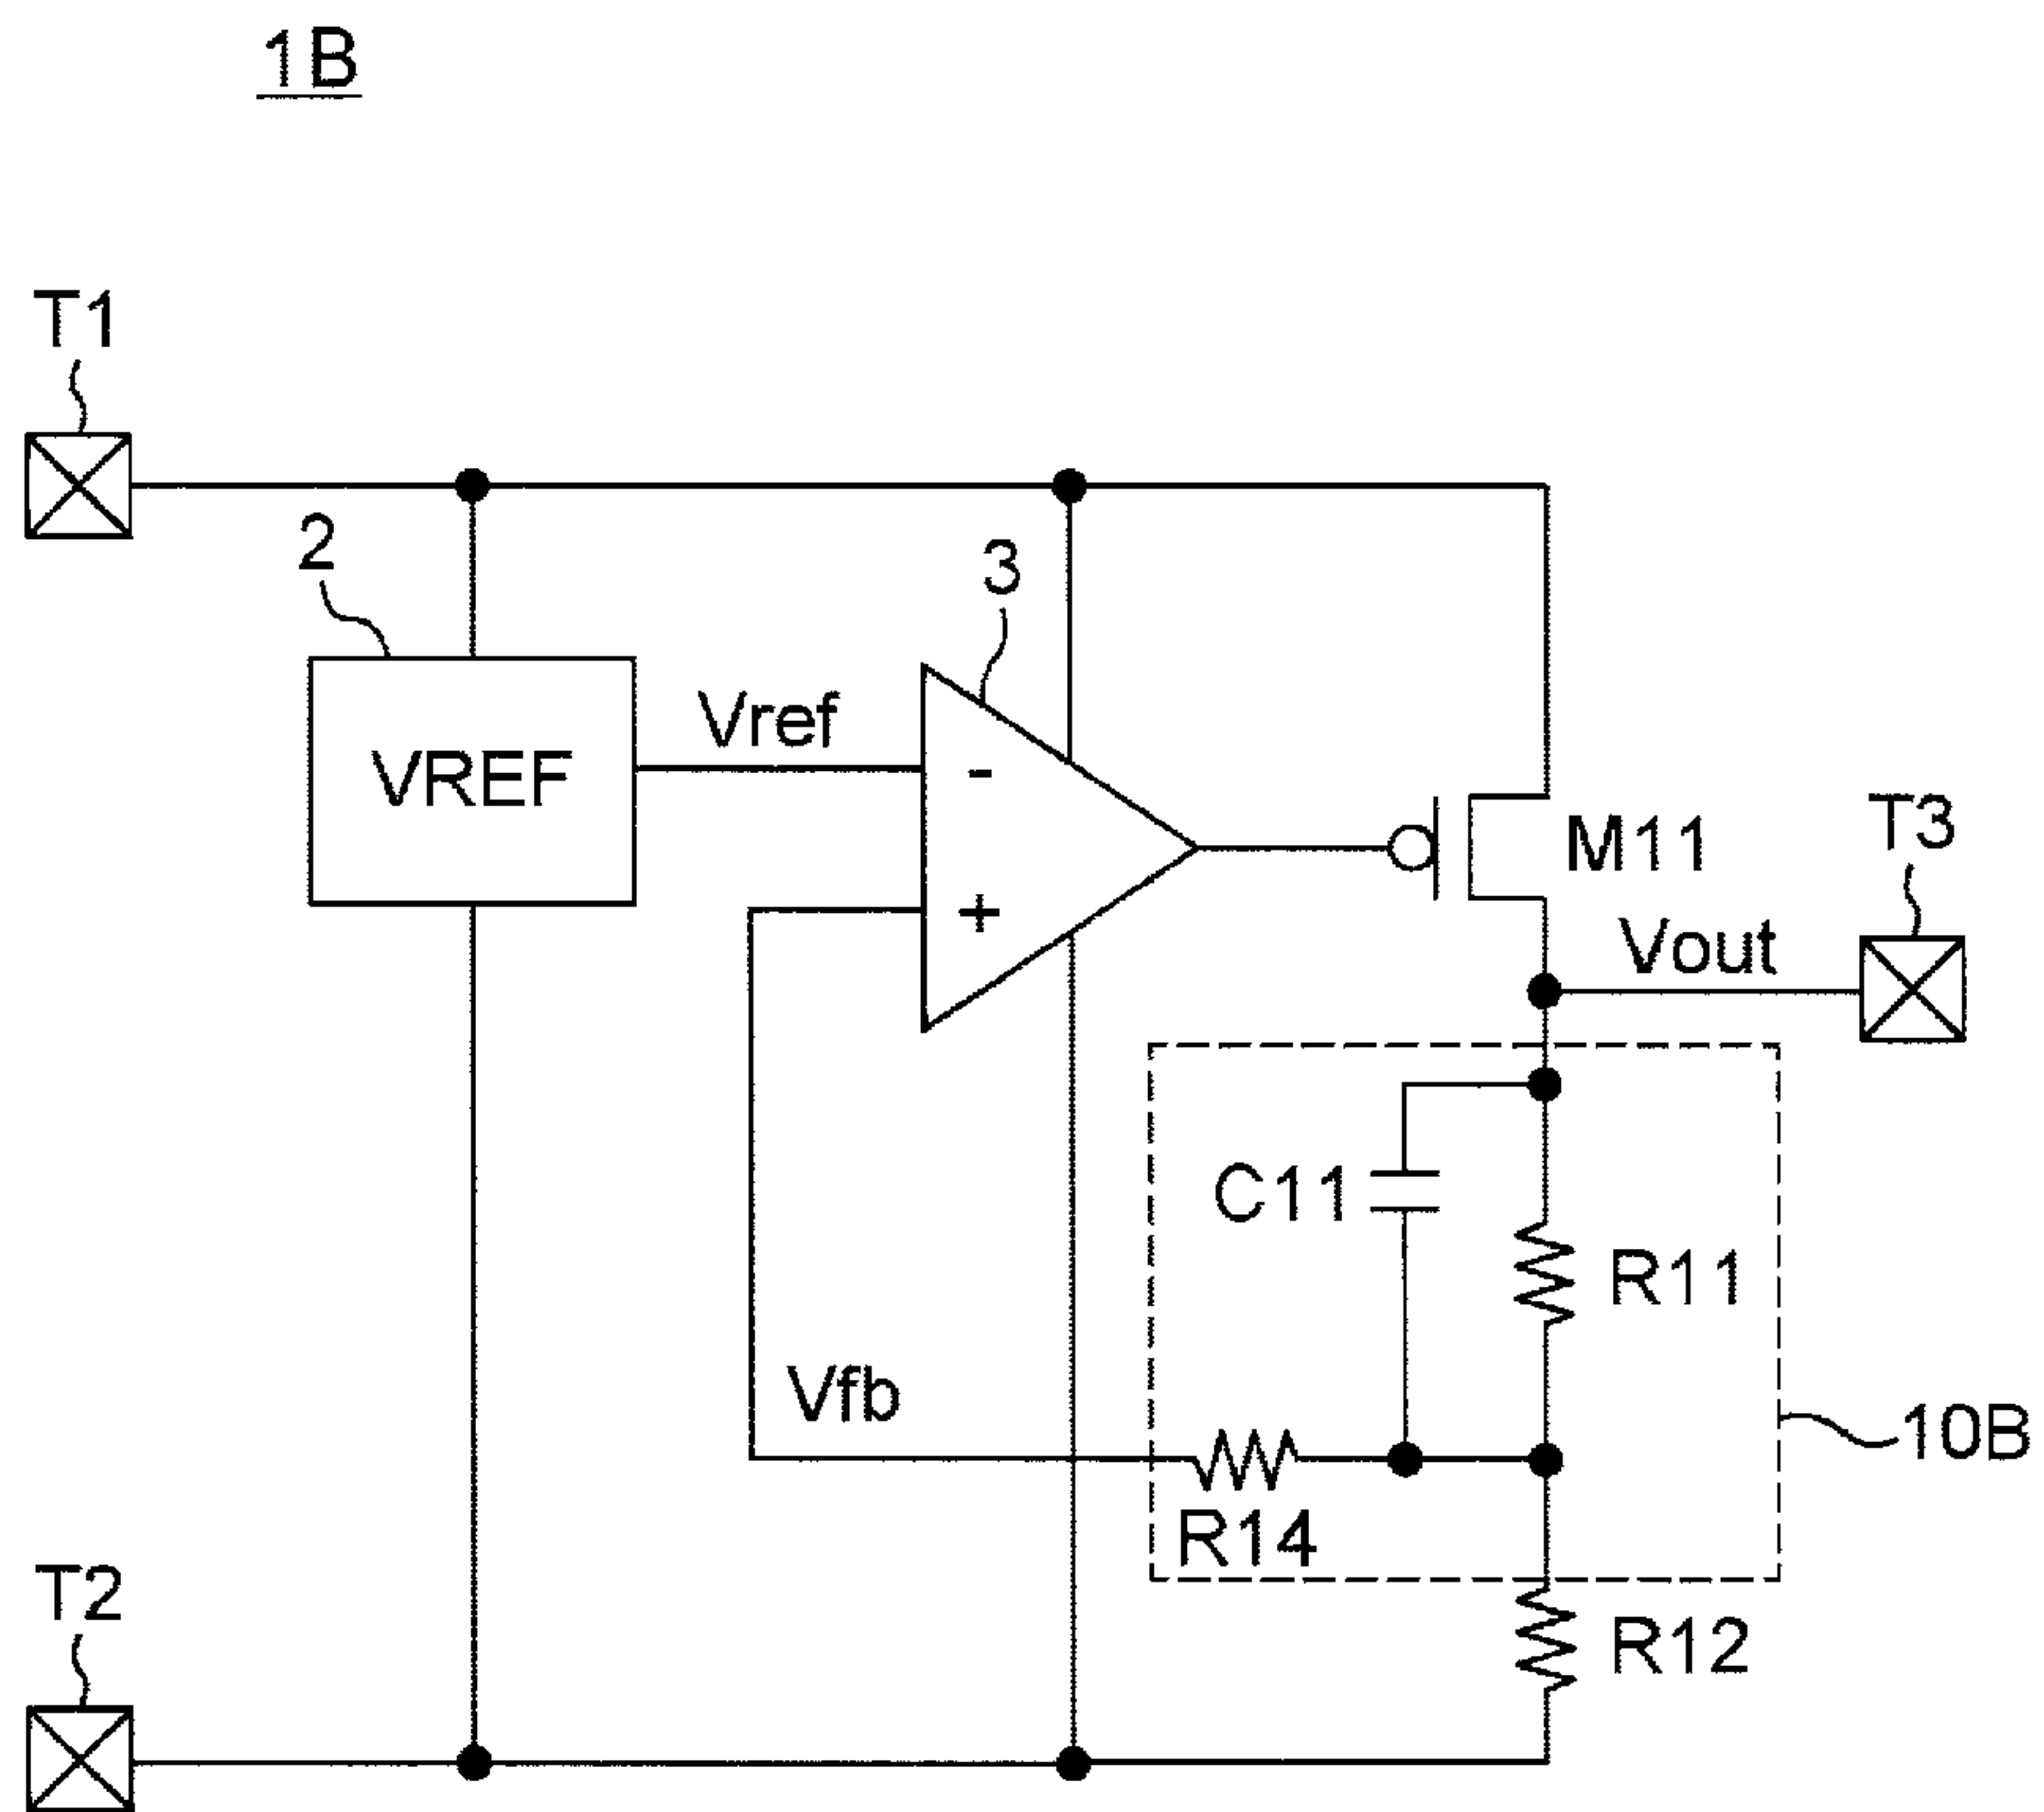 1B
T1
2
3
Vref
VREF
-
+
M11
T3
Vout
C11
R11
Vfb
10B
R14
T2
R12